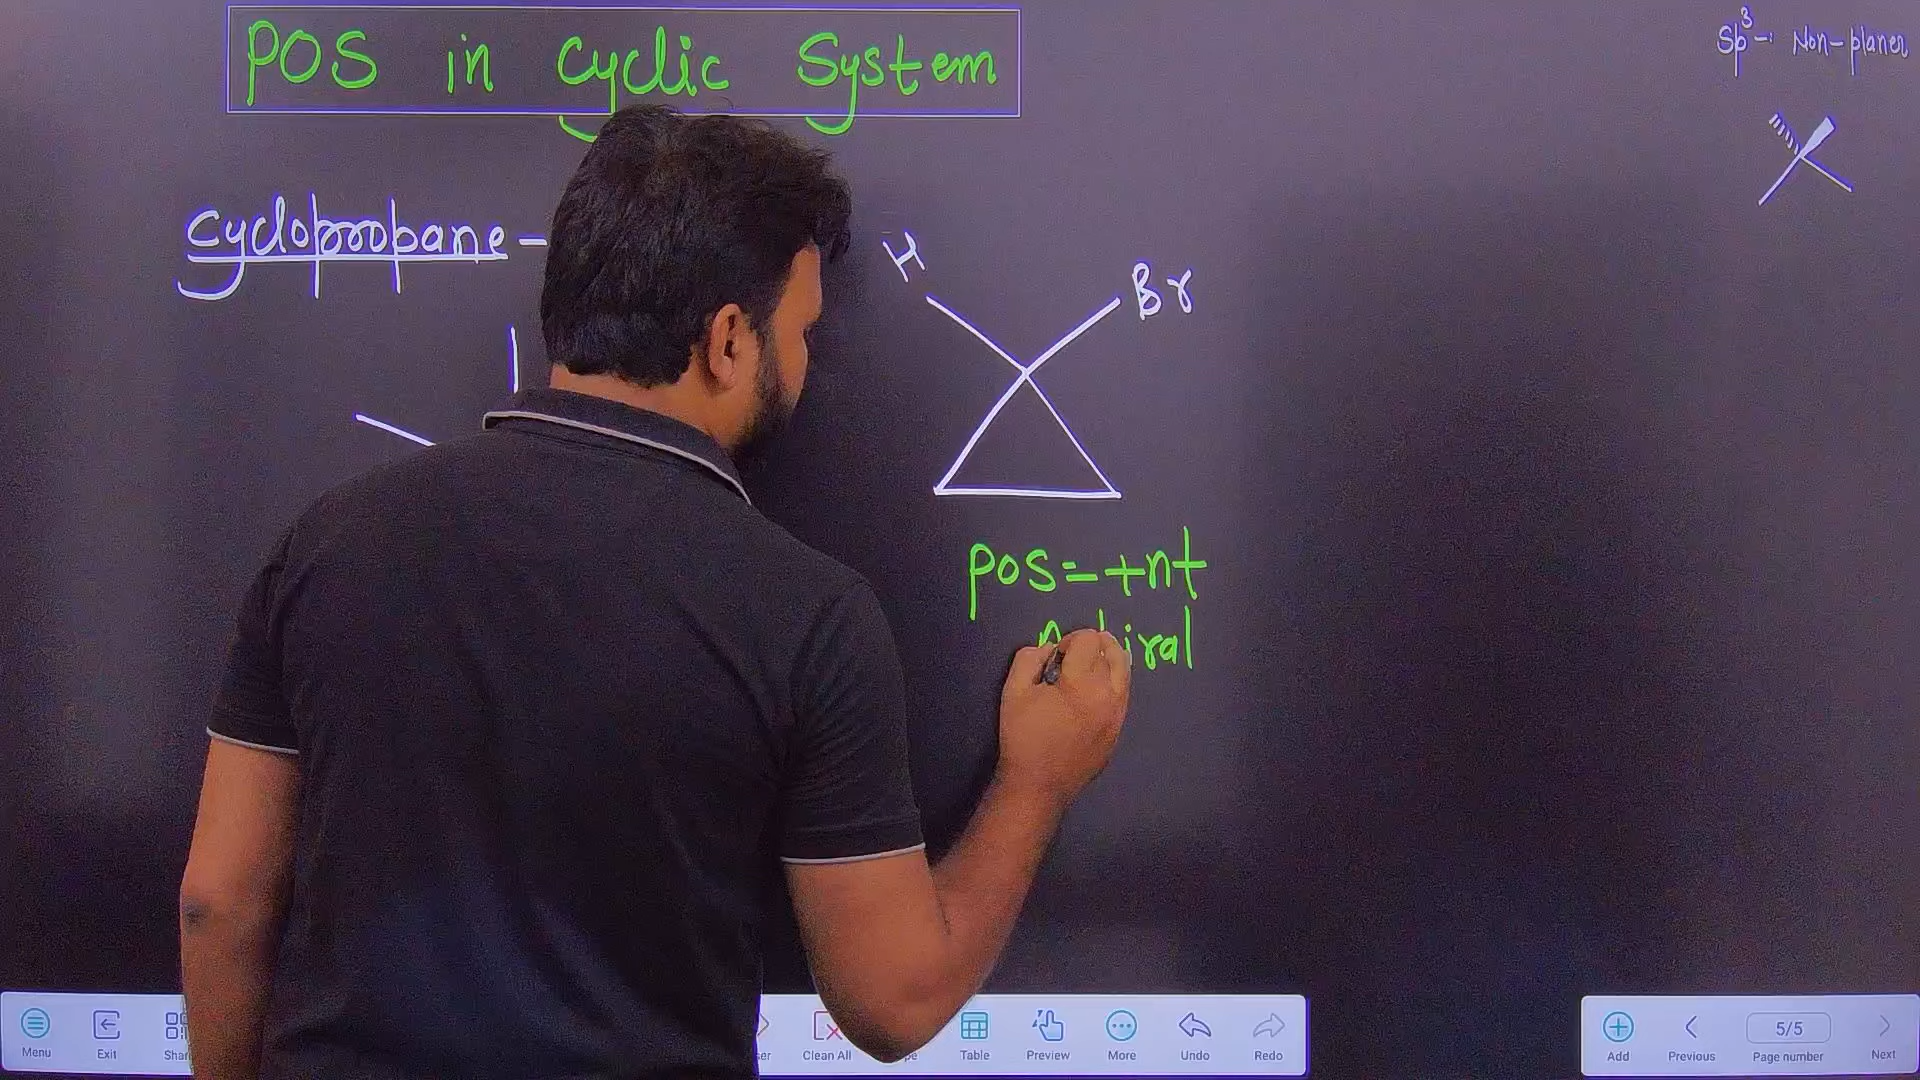 POS in Cyclic System
Sp³-: Non-planer
Cyclopropane-
H
Br
POS=+nt
Menu
Exit
Clean All
Table
Preview
More
Undo
Redo
Add
Previous
5/5
Page number
Next